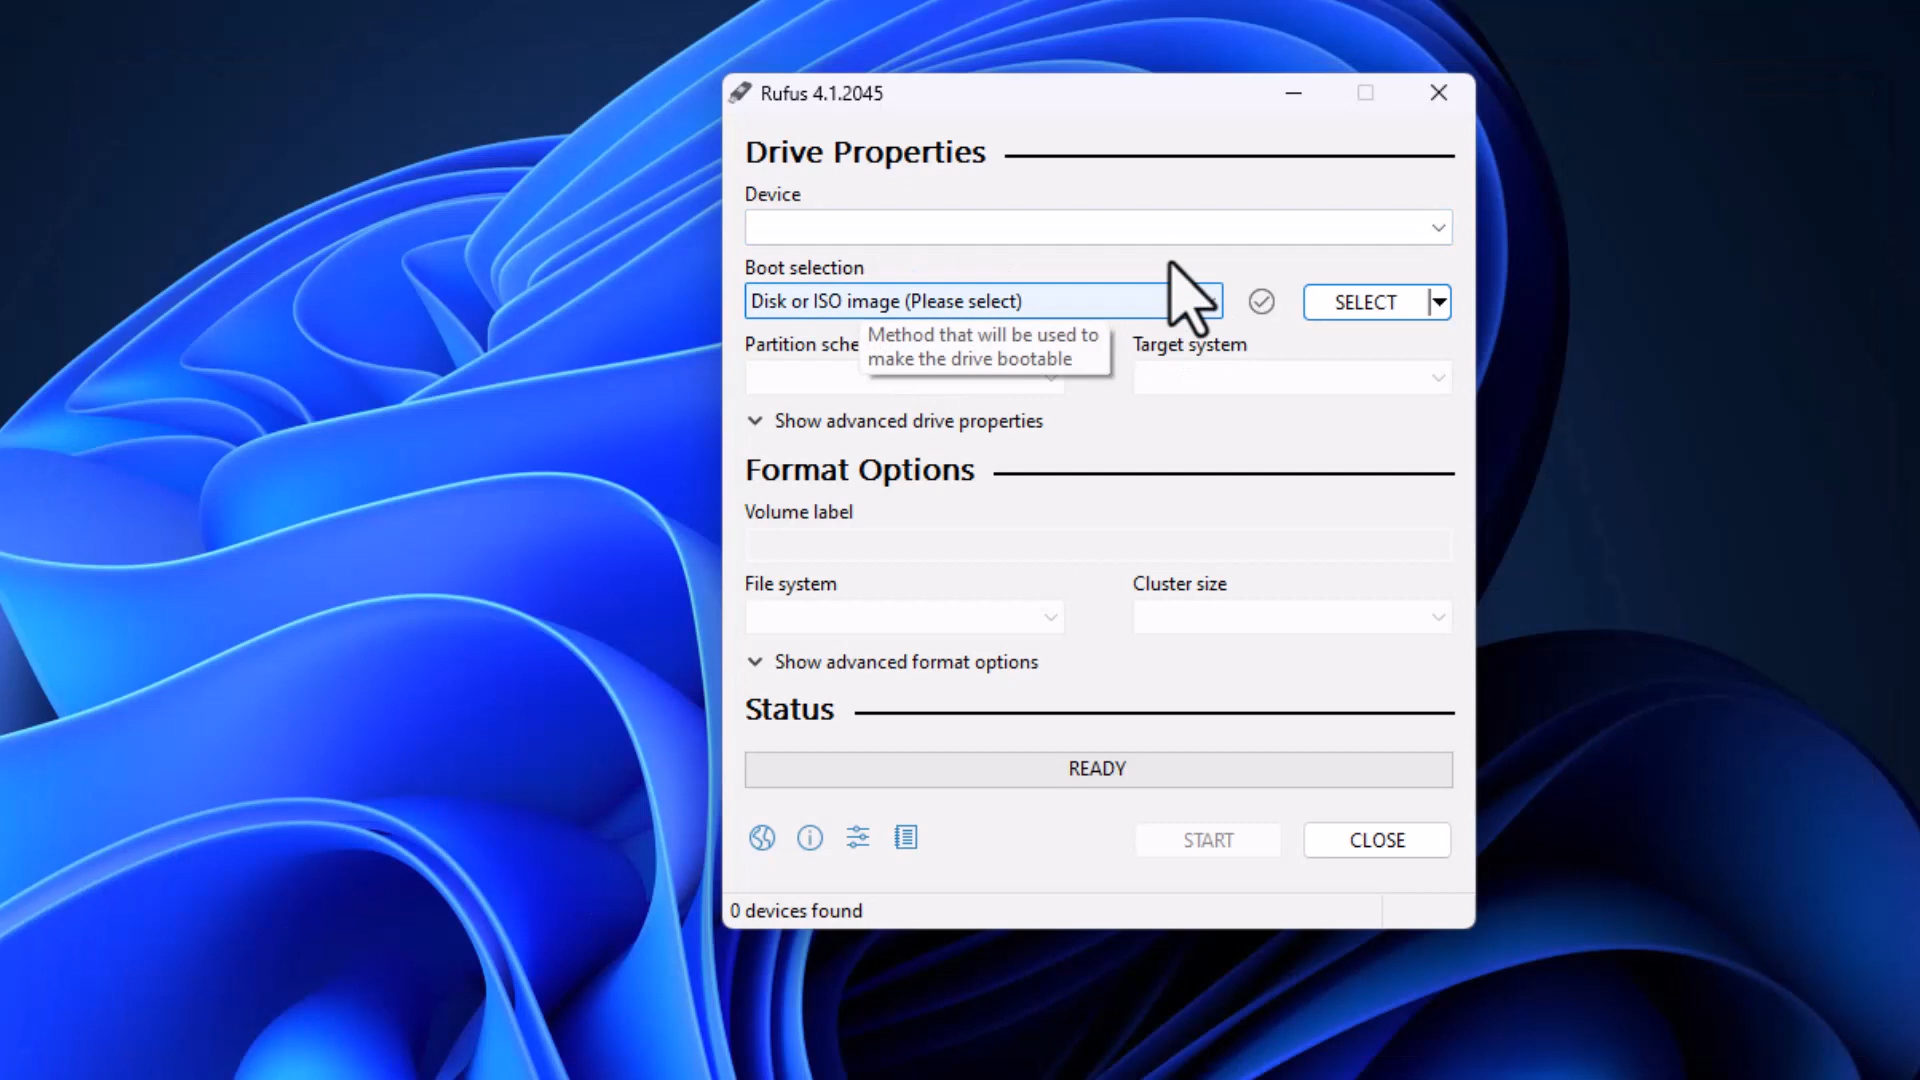 Rufus 4.1.2045
Drive Properties
Device
Boot selection
Disk or ISO image (Please select)
SELECT
Method that will be used to
make the drive bootable
Partition sche
Target system
Show advanced drive properties
Format Options
Volume label
File system
Cluster size
Show advanced format options
Status
READY
START
CLOSE
0 devices found